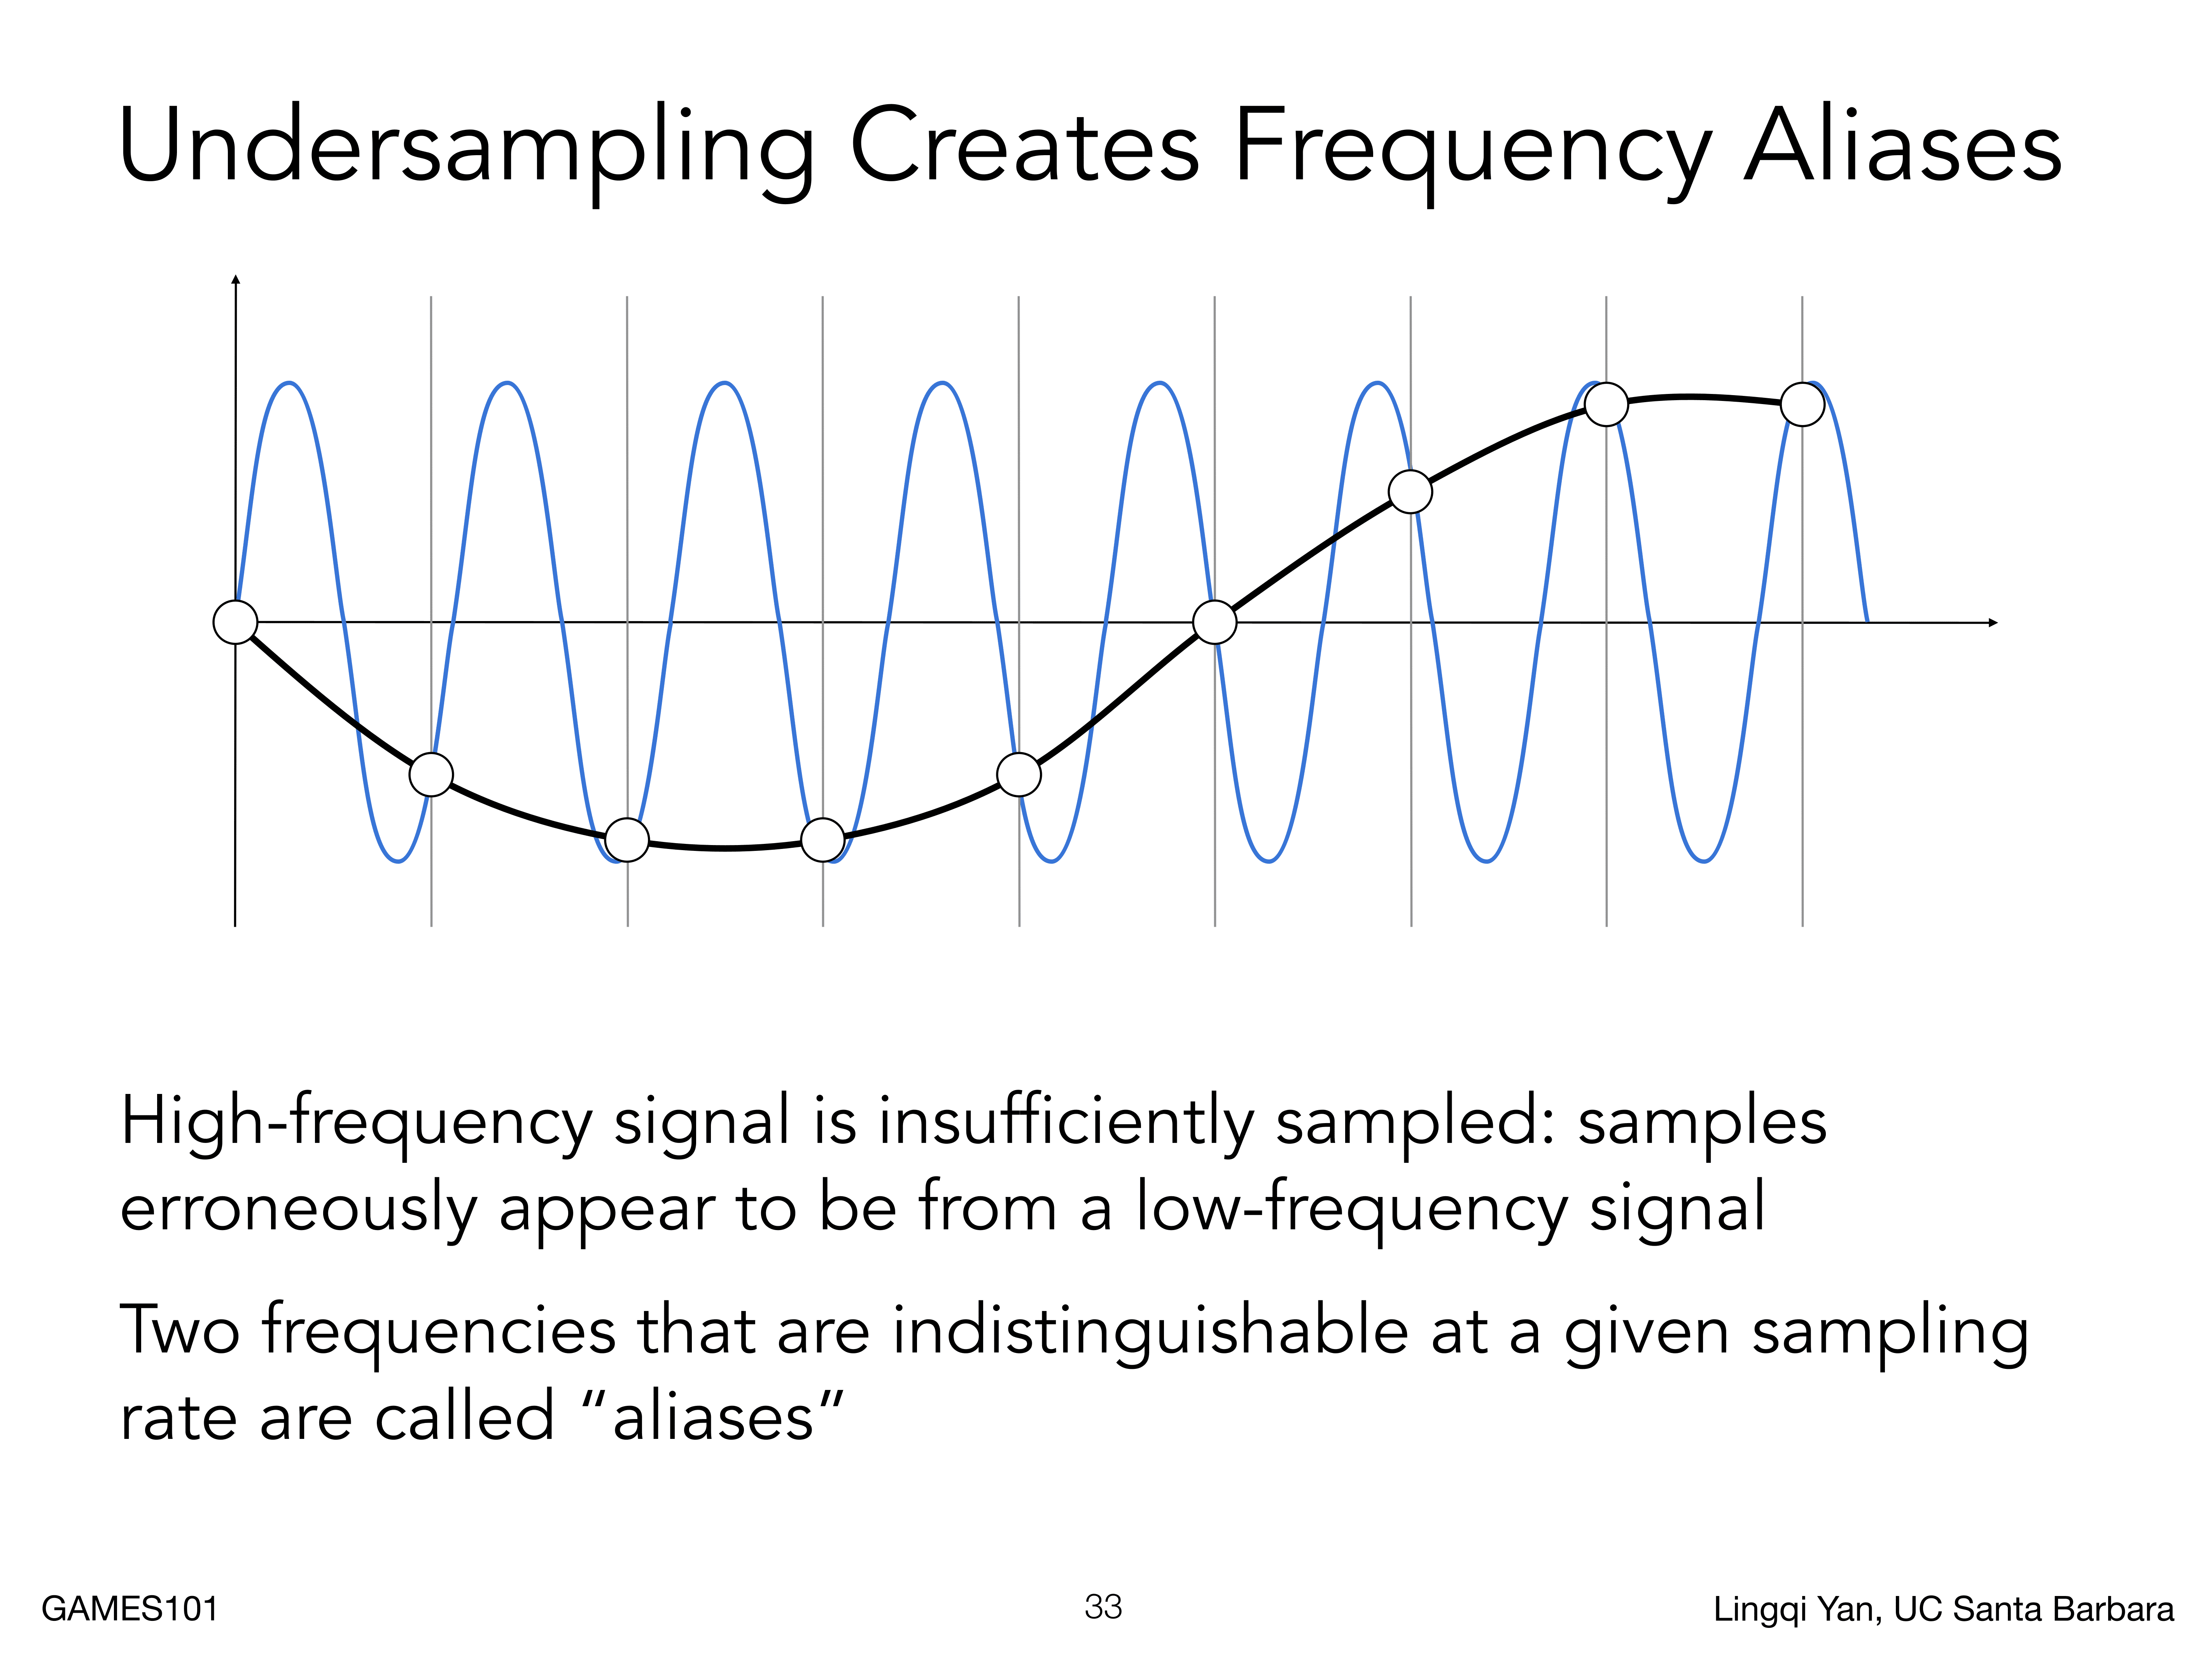 Undersampling Creates Frequency Aliases
High-frequency signal is insufficiently sampled: samples
erroneously appear to be from a low-frequency signal
Two frequencies that are indistinguishable at a given sampling
rate are called “aliases”
GAMES101
33
Lingqi Yan, UC Santa Barbara